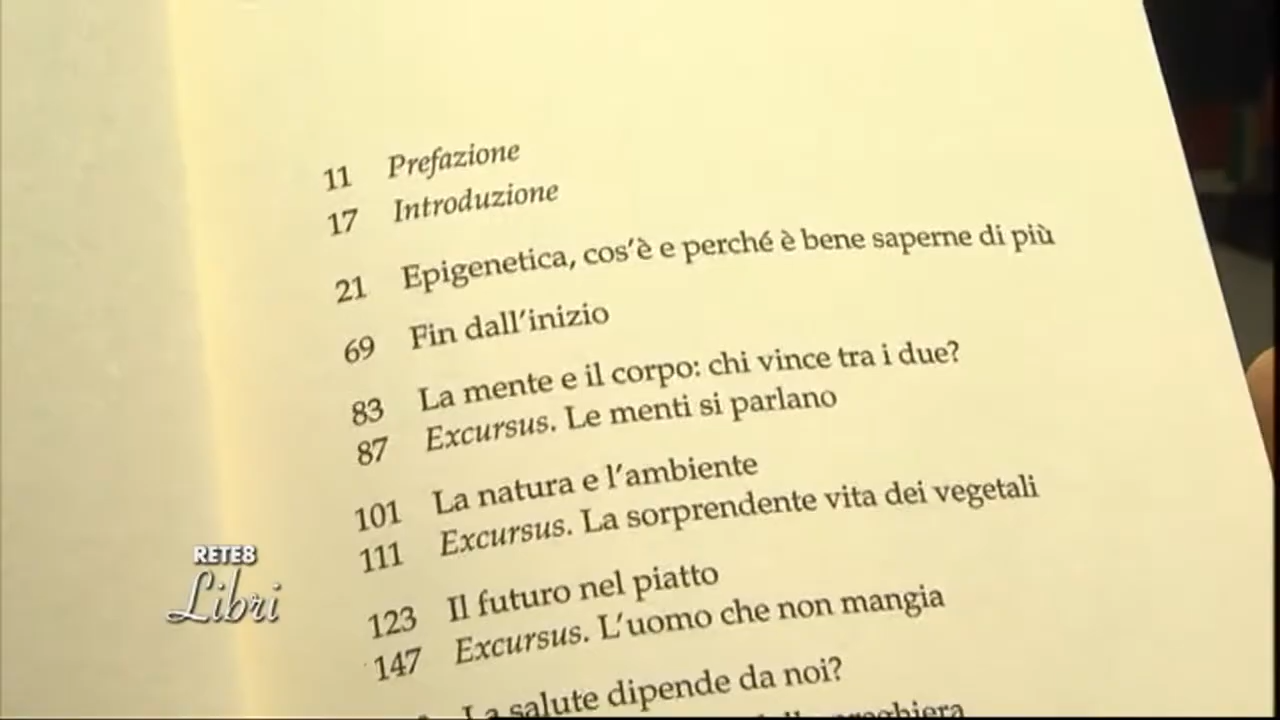 11 Prefazione
17 Introduzione
21 Epigenetica, cos'è e perché è bene saperne di più
69 Fin dall'inizio
83 La mente e il corpo: chi vince tra i due?
87 Excursus. Le menti si parlano
101 La natura e l'ambiente
111 Excursus. La sorprendente vita dei vegetali
123 Il futuro nel piatto
147 Excursus. L'uomo che non mangia
La salute dipende da noi?
preghiera
RETE8
Libri